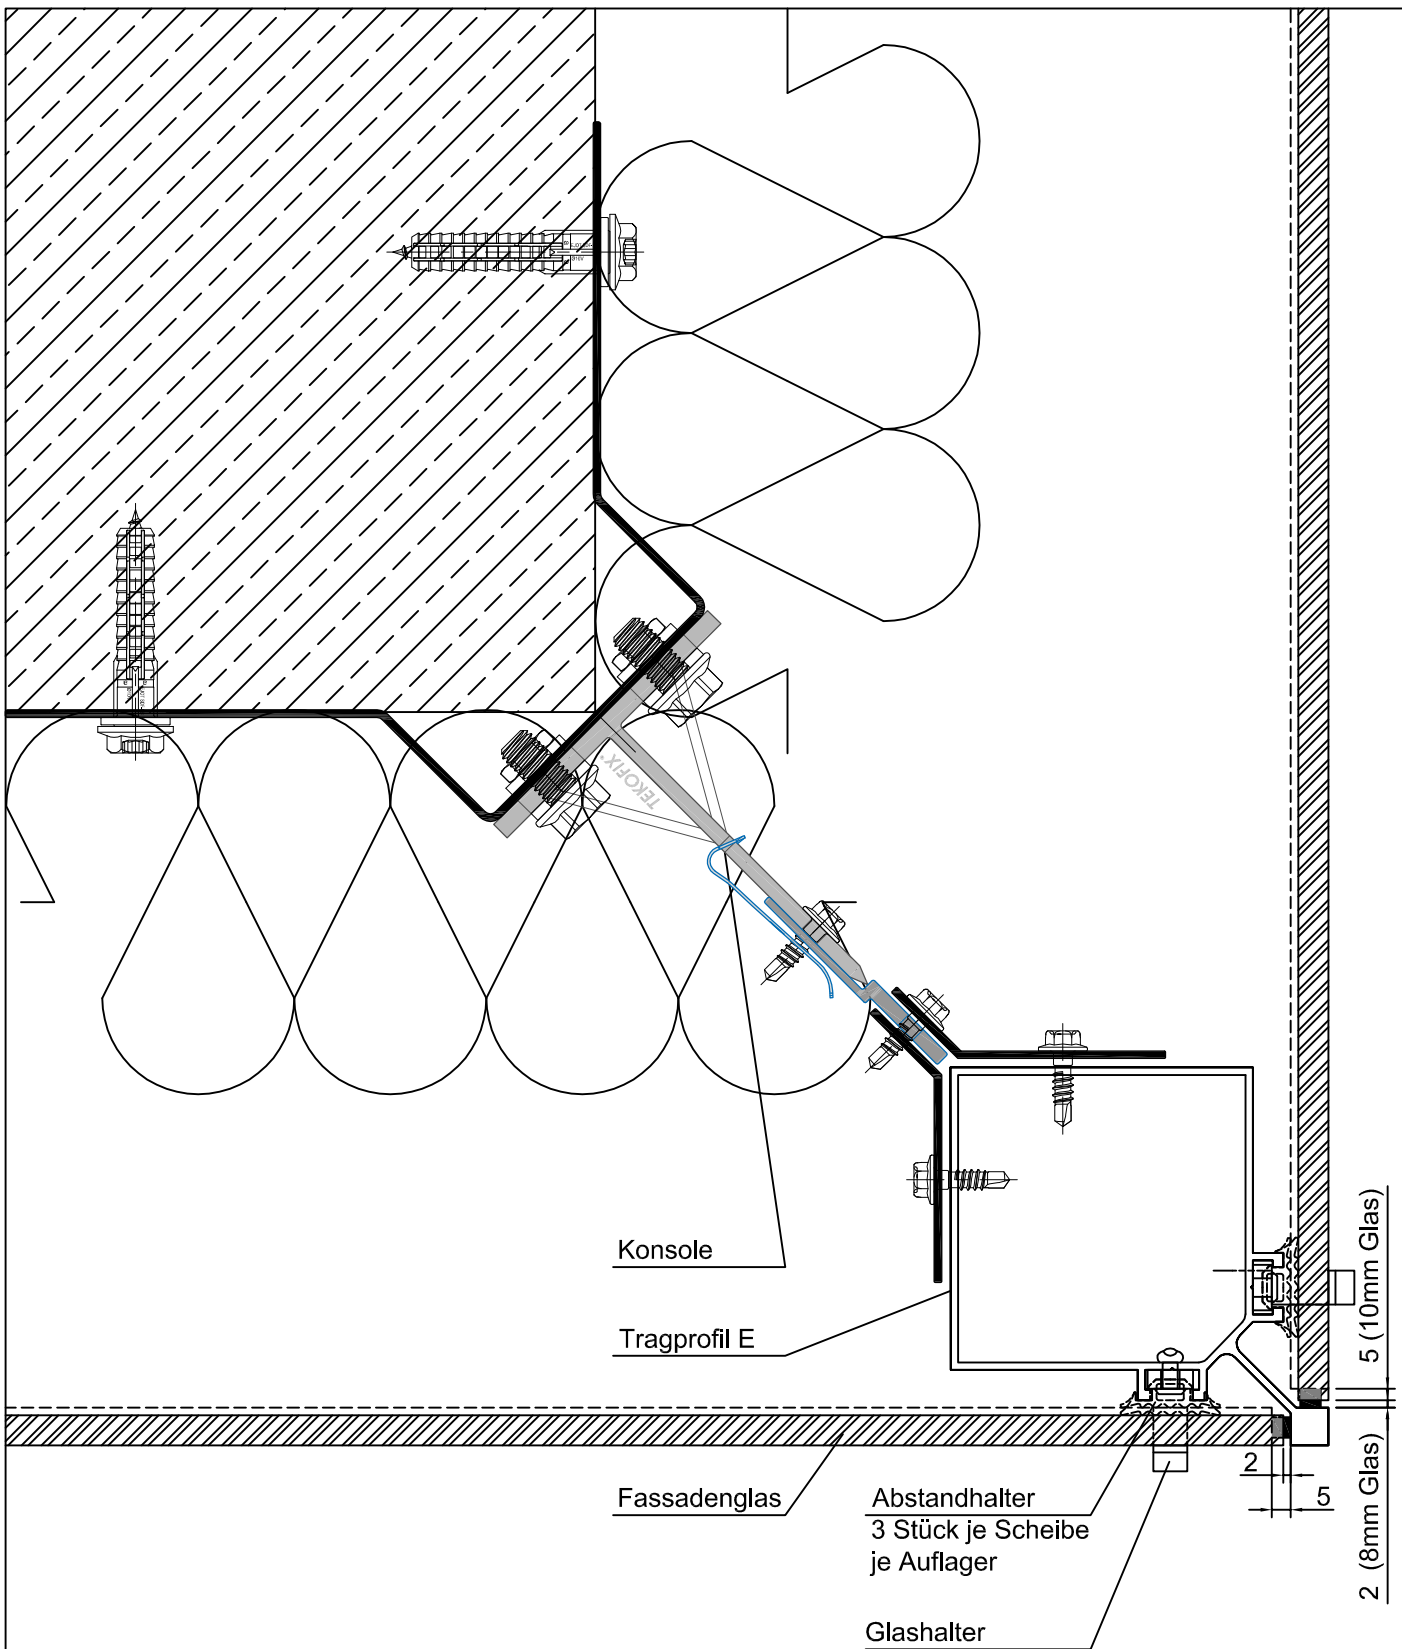 TEKOFIX
Konsole
Tragprofil E
5 (10mm Glas)
2
5
2 (8mm Glas)
Fassadenglas
Abstandhalter
3 Stück je Scheibe
je Auflager
Glashalter